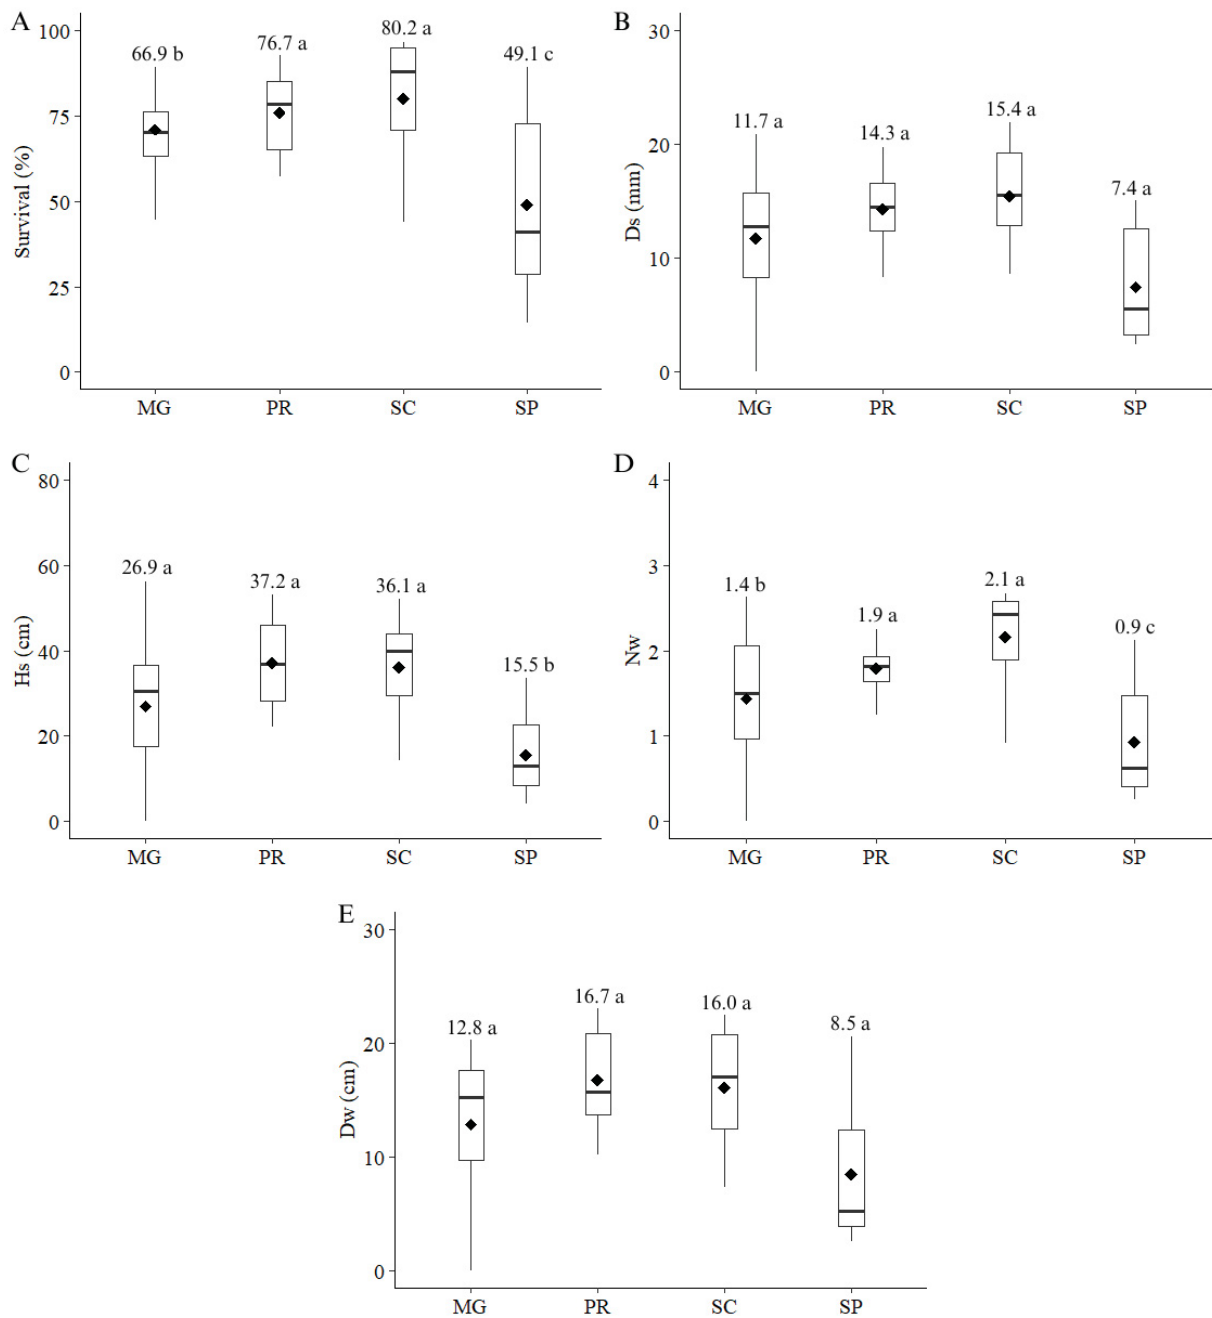 A
Survival (%)
100
75
50
25
0
66.9 b
76.7 a
80.2 a
49.1 c
MG PR SC SP
B
Ds (mm)
30
20
10
0
11.7 a
14.3 a
15.4 a
7.4 a
MG PR SC SP
C
Hs (cm)
80
60
40
20
0
26.9 a
37.2 a
36.1 a
15.5 b
MG PR SC SP
D
Nw
4
3
2
1
0
1.4 b
1.9 a
2.1 a
0.9 c
MG PR SC SP
E
Dw (cm)
30
20
10
0
12.8 a
16.7 a
16.0 a
8.5 a
MG PR SC SP